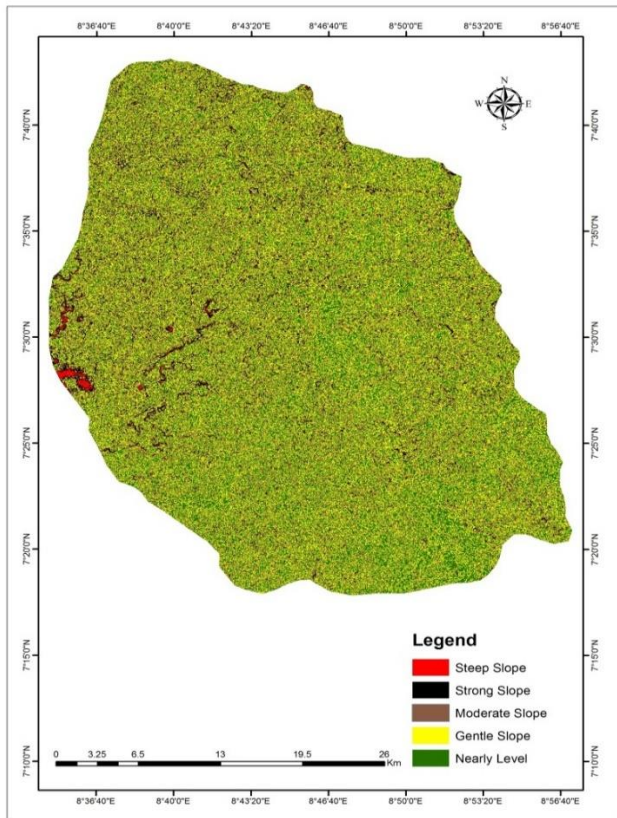 8°36'40"E 8°40'0"E 8°43'20"E 8°46'40"E 8°50'0"E 8°53'20"E 8°56'40"E
N
W E
S
7°40'0"N 7°40'0"N
7°35'0"N 7°35'0"N
7°30'0"N 7°30'0"N
7°25'0"N 7°25'0"N
7°20'0"N 7°20'0"N
7°15'0"N 7°15'0"N
7°10'0"N 7°10'0"N
Legend
Steep Slope
Strong Slope
Moderate Slope
Gentle Slope
Nearly Level
0 3.25 6.5 13 19.5 26
Km
8°36'40"E 8°40'0"E 8°43'20"E 8°46'40"E 8°50'0"E 8°53'20"E 8°56'40"E